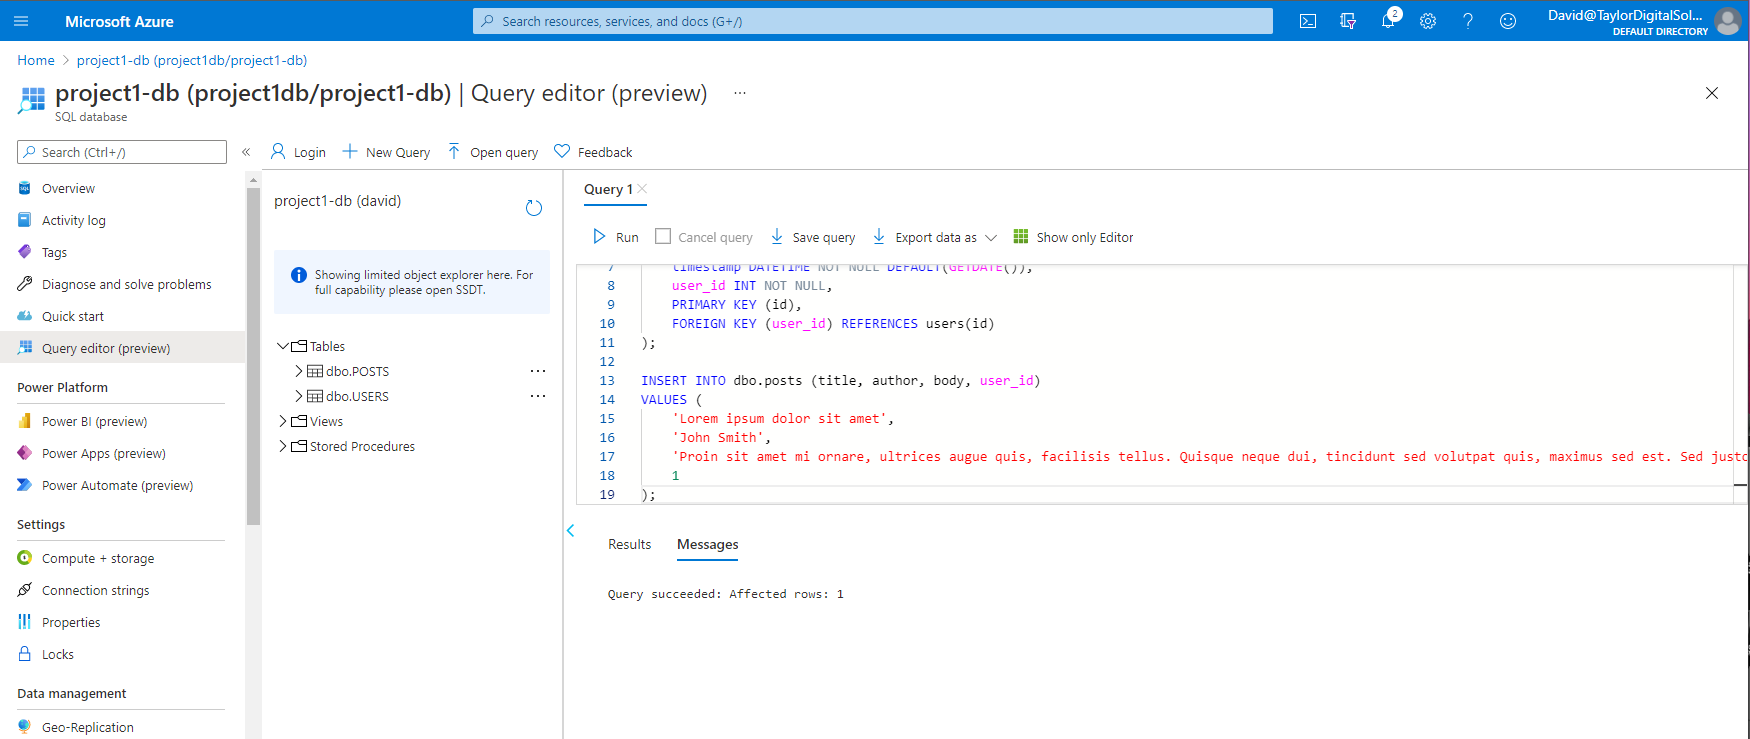 Microsoft Azure
Search resources, services, and docs (G+/)
2
David@TaylorDigitalSol...
DEFAULT DIRECTORY
Home > project1-db (project1db/project1-db)
project1-db (project1db/project1-db) | Query editor (preview) ...
SQL database
Search (Ctrl+/)
«
Login
New Query
Open query
Feedback
Overview
Activity log
Tags
Diagnose and solve problems
Quick start
Query editor (preview)
Power Platform
Power BI (preview)
Power Apps (preview)
Power Automate (preview)
Settings
Compute + storage
Connection strings
Properties
Locks
Data management
Geo-Replication
project1-db (david)
Showing limited object explorer here. For
full capability please open SSDT.
Tables
dbo.POSTS ...
dbo.USERS ...
Views
Stored Procedures
Query 1
Run
Cancel query
Save query
Export data as
Show only Editor
7 timestamp DATETIME NOT NULL DEFAULT(GETDATE()),
8 user_id INT NOT NULL,
9 PRIMARY KEY (id),
10 FOREIGN KEY (user_id) REFERENCES users(id)
11 );
12
13 INSERT INTO dbo.posts (title, author, body, user_id)
14 VALUES (
15 'Lorem ipsum dolor sit amet',
16 'John Smith',
17 'Proin sit amet mi ornare, ultrices augue quis, facilisis tellus. Quisque neque dui, tincidunt sed volutpat quis, maximus sed est. Sed justo
18 1
19 );
Results
Messages
Query succeeded: Affected rows: 1